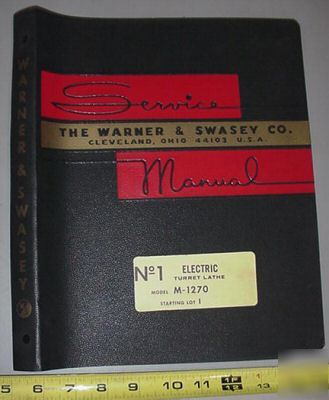 Service
THE WARNER & SWASEY CO.
CLEVELAND, OHIO 44103 U.S.A.
Manual
WARNER & SWASEY
Nº1 ELECTRIC
TURRET LATHE
MODEL M-1270
STARTING LOT 1
5 6 7 8 9 10 11 1F 13
12